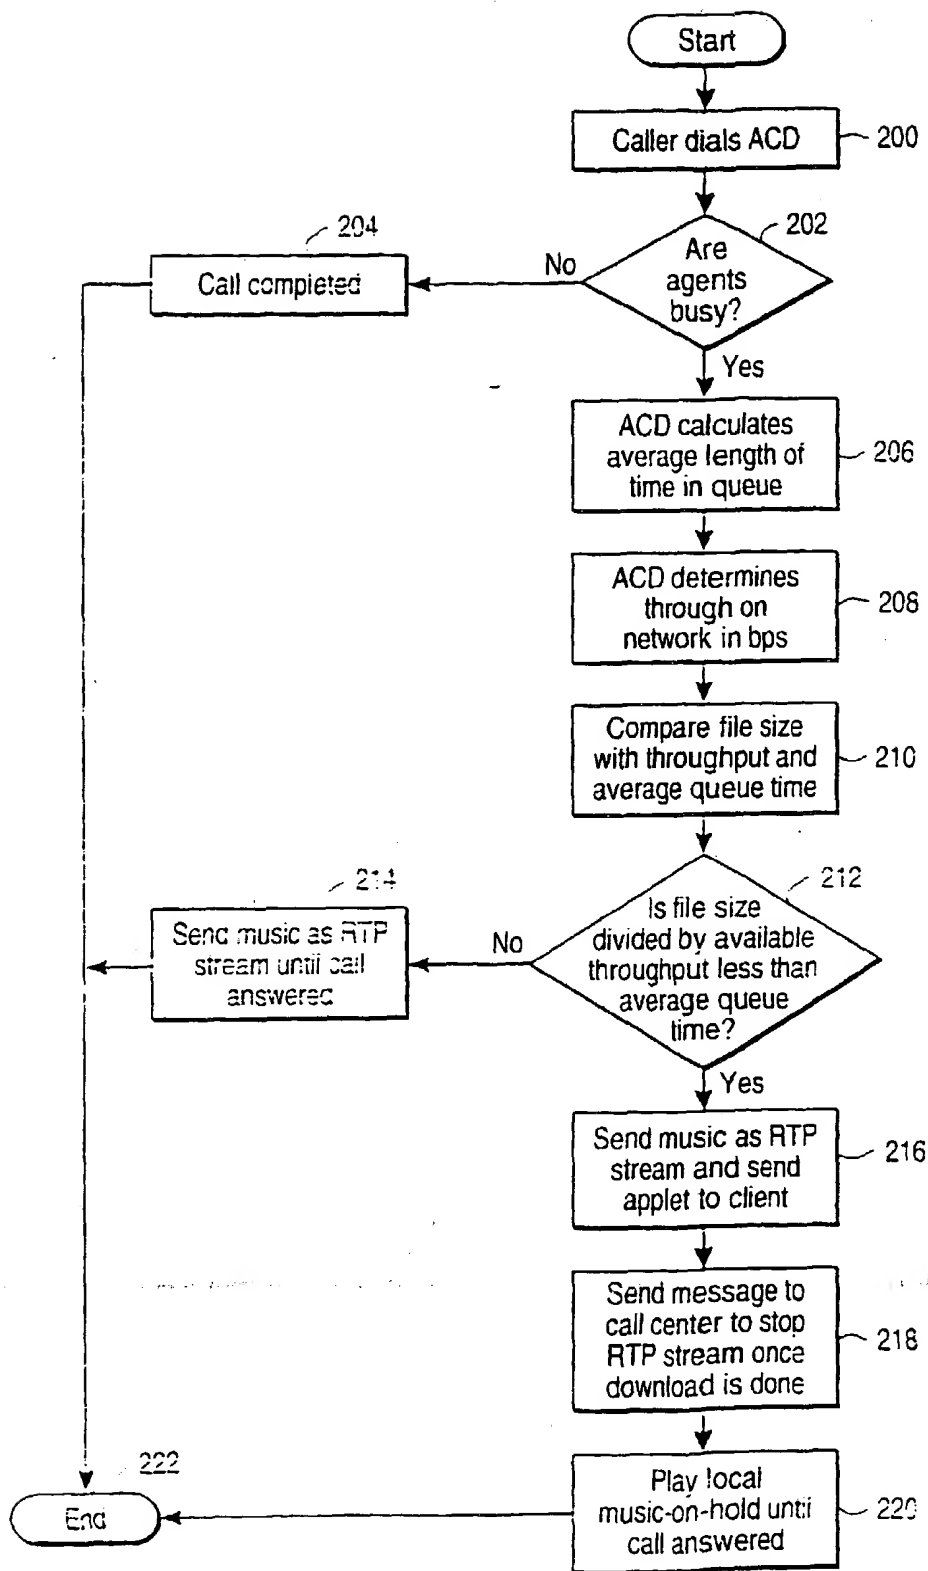 Start
Caller dials ACD
200
202
Are
agents
busy?
No
204
Call completed
Yes
ACD calculates
average length of
time in queue
206
ACD determines
through on
network in bps
208
Compare file size
with throughput and
average queue time
210
212
Is file size
divided by available
throughput less than
average queue
time?
No
214
Send music as RTP
stream until call
answered
Yes
Send music as RTP
stream and send
applet to client
216
Send message to
call center to stop
RTP stream once
download is done
218
Play local
music-on-hold until
call answered
220
222
End